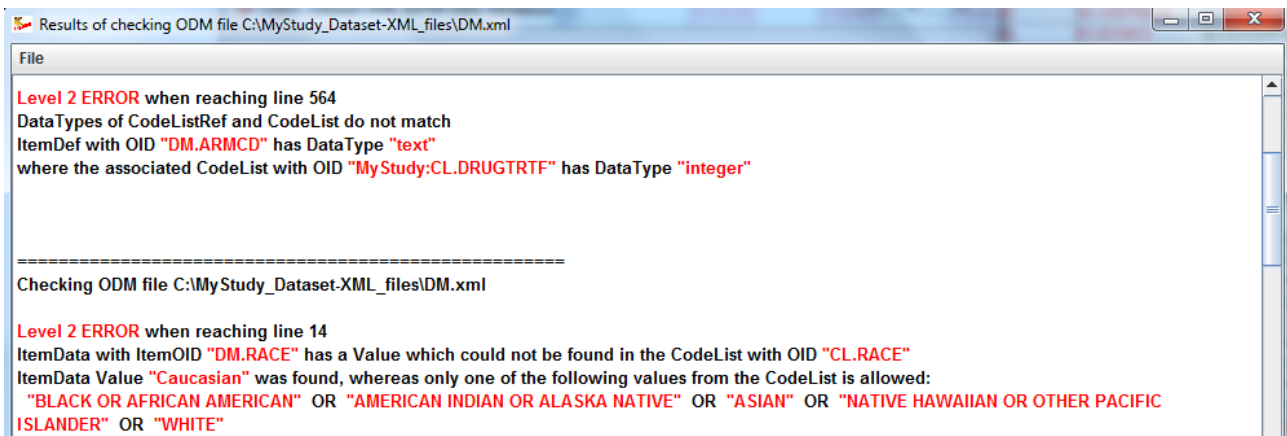 Results of checking ODM file C:\MyStudy_Dataset-XML_files\DM.xml
File
Level 2 ERROR when reaching line 564
DataTypes of CodeListRef and CodeList do not match
ItemDef with OID "DM.ARMCD" has DataType "text"
where the associated CodeList with OID "MyStudy:CL.DRUGTRTF" has DataType "integer"
=======================================================
Checking ODM file C:\MyStudy_Dataset-XML_files\DM.xml
Level 2 ERROR when reaching line 14
ItemData with ItemOID "DM.RACE" has a Value which could not be found in the CodeList with OID "CL.RACE"
ItemData Value "Caucasian" was found, whereas only one of the following values from the CodeList is allowed:
"BLACK OR AFRICAN AMERICAN" OR "AMERICAN INDIAN OR ALASKA NATIVE" OR "ASIAN" OR "NATIVE HAWAIIAN OR OTHER PACIFIC
ISLANDER" OR "WHITE"